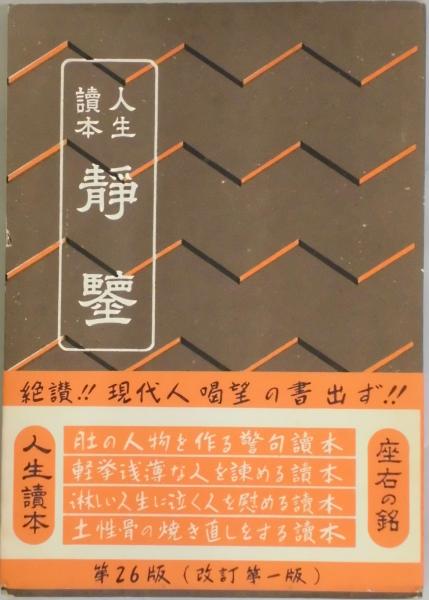 人生
讀本
靜鑒
絶讃!! 現代人喝望の書出ず!!
座右の銘
肚の人物を作る警句讀本
軽挙浅薄な人を諫める讀本
淋しい人生に泣く人を慰める讀本
土性骨の焼き直しをする讀本
人生讀本
第26版(改訂第一版)